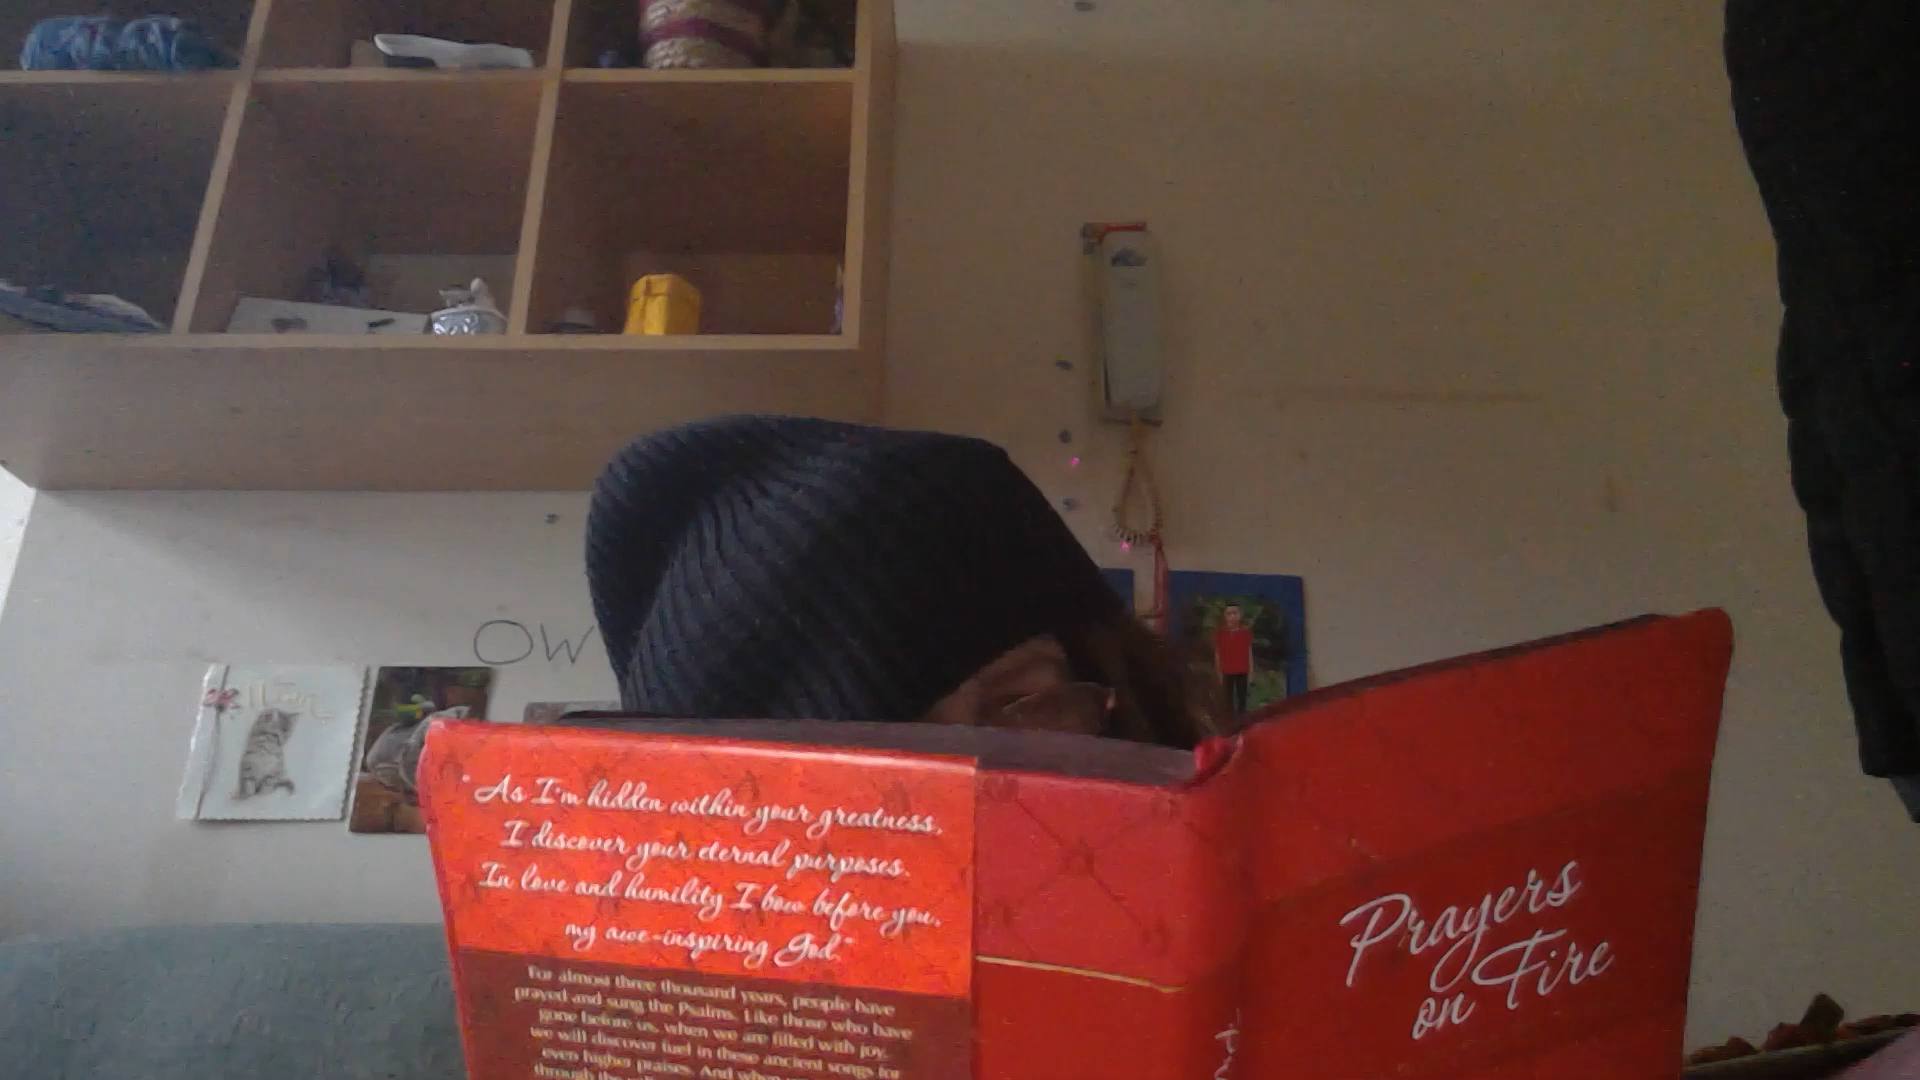 OW
"As I'm hidden within your greatness,
I discover your eternal purposes.
In love and humility I bow before you,
my awe-inspiring God."
For almost three thousand years, people have
prayed and sung the Psalms. Like those who have
gone before us, when we are filled with joy,
we will discover fuel in these ancient songs for
even higher praises. And when
through the
Prayers
on Fire